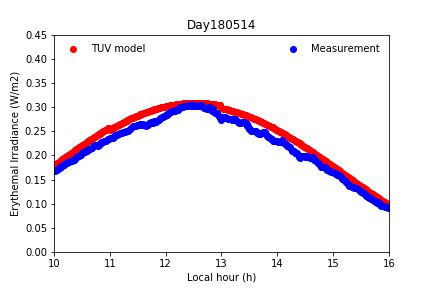 Day180514
TUV model
Measurement
Erythemal Irradiance (W/m2)
0.45
0.40
0.35
0.30
0.25
0.20
0.15
0.10
0.05
0.00
10 11 12 13 14 15 16
Local hour (h)